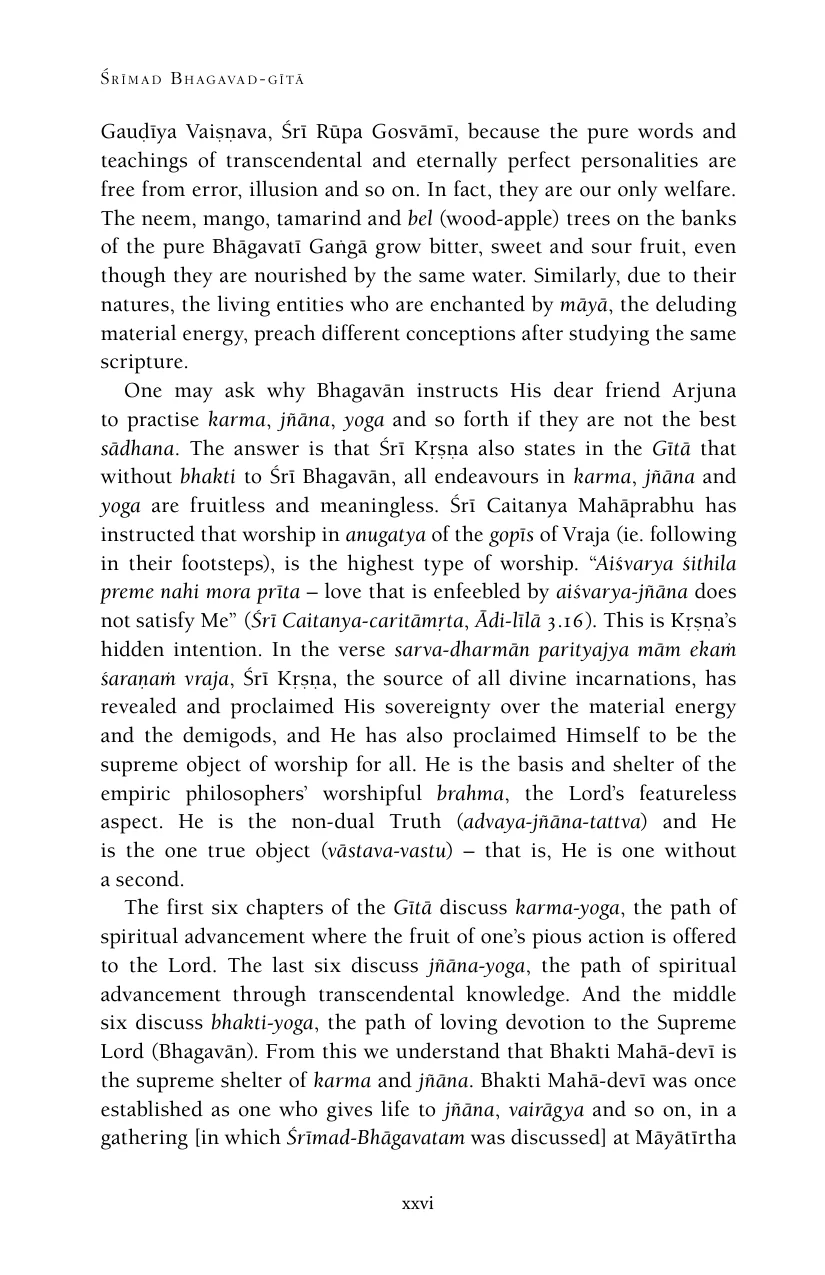 Śrīmad Bhagavad-gītā
Gauḍīya Vaiṣṇava, Śrī Rūpa Gosvāmī, because the pure words and
teachings of transcendental and eternally perfect personalities are
free from error, illusion and so on. In fact, they are our only welfare.
The neem, mango, tamarind and bel (wood-apple) trees on the banks
of the pure Bhāgavatī Gaṅgā grow bitter, sweet and sour fruit, even
though they are nourished by the same water. Similarly, due to their
natures, the living entities who are enchanted by māyā, the deluding
material energy, preach different conceptions after studying the same
scripture.
One may ask why Bhagavān instructs His dear friend Arjuna
to practise karma, jñāna, yoga and so forth if they are not the best
sādhana. The answer is that Śrī Kṛṣṇa also states in the Gītā that
without bhakti to Śrī Bhagavān, all endeavours in karma, jñāna and
yoga are fruitless and meaningless. Śrī Caitanya Mahāprabhu has
instructed that worship in anugatya of the gopīs of Vraja (ie. following
in their footsteps), is the highest type of worship. “Aiśvarya śithila
preme nahi mora prīta – love that is enfeebled by aiśvarya-jñāna does
not satisfy Me” (Śrī Caitanya-caritāmṛta, Ādi-līlā 3.16). This is Kṛṣṇa’s
hidden intention. In the verse sarva-dharmān parityajya mām ekaṁ
śaraṇaṁ vraja, Śrī Kṛṣṇa, the source of all divine incarnations, has
revealed and proclaimed His sovereignty over the material energy
and the demigods, and He has also proclaimed Himself to be the
supreme object of worship for all. He is the basis and shelter of the
empiric philosophers’ worshipful brahma, the Lord’s featureless
aspect. He is the non-dual Truth (advaya-jñāna-tattva) and He
is the one true object (vāstava-vastu) – that is, He is one without
a second.
The first six chapters of the Gītā discuss karma-yoga, the path of
spiritual advancement where the fruit of one’s pious action is offered
to the Lord. The last six discuss jñāna-yoga, the path of spiritual
advancement through transcendental knowledge. And the middle
six discuss bhakti-yoga, the path of loving devotion to the Supreme
Lord (Bhagavān). From this we understand that Bhakti Mahā-devī is
the supreme shelter of karma and jñāna. Bhakti Mahā-devī was once
established as one who gives life to jñāna, vairāgya and so on, in a
gathering [in which Śrīmad-Bhāgavatam was discussed] at Māyātīrtha
xxvi